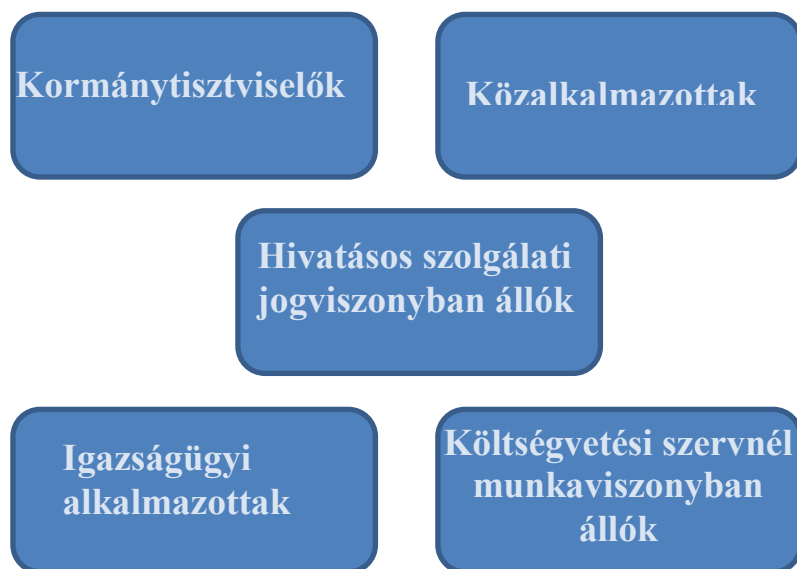 Kormánytisztviselők
Közalkalmazottak
Hivatásos szolgálati
jogviszonyban állók
Igazságügyi
alkalmazottak
Költségvetési szervnél
munkaviszonyban
állók